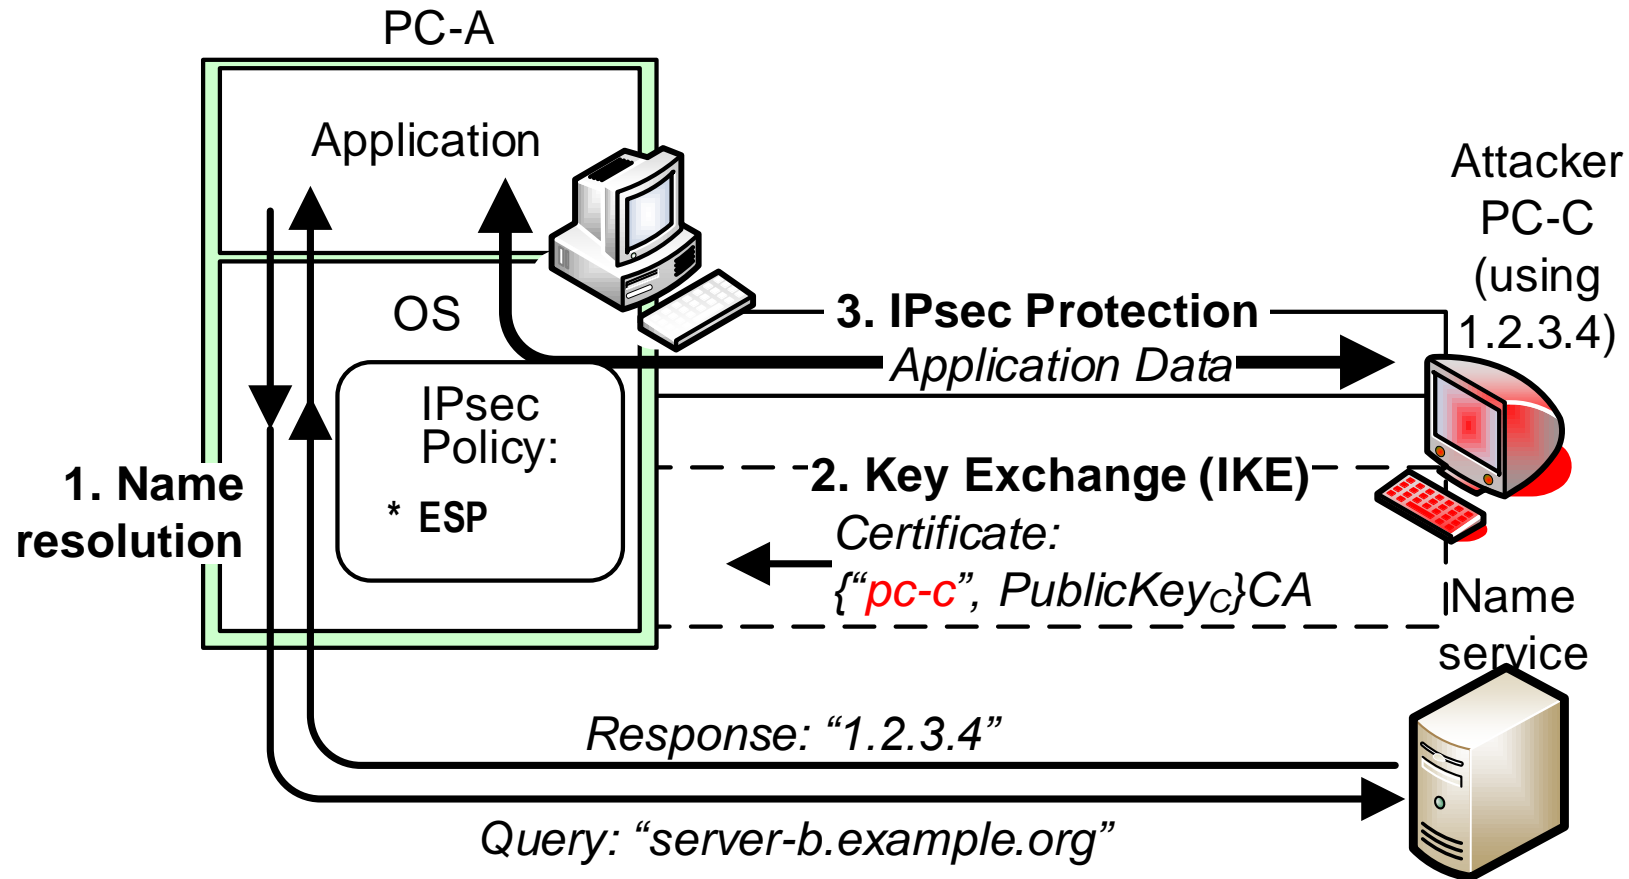 PC-A
Application
OS
IPsec
Policy:
* ESP
1. Name
resolution
Attacker
PC-C
(using
1.2.3.4)
3. IPsec Protection
Application Data
2. Key Exchange (IKE)
Certificate:
{“pc-c”, PublicKeyC}CA
Name
service
Response: “1.2.3.4”
Query: “server-b.example.org”